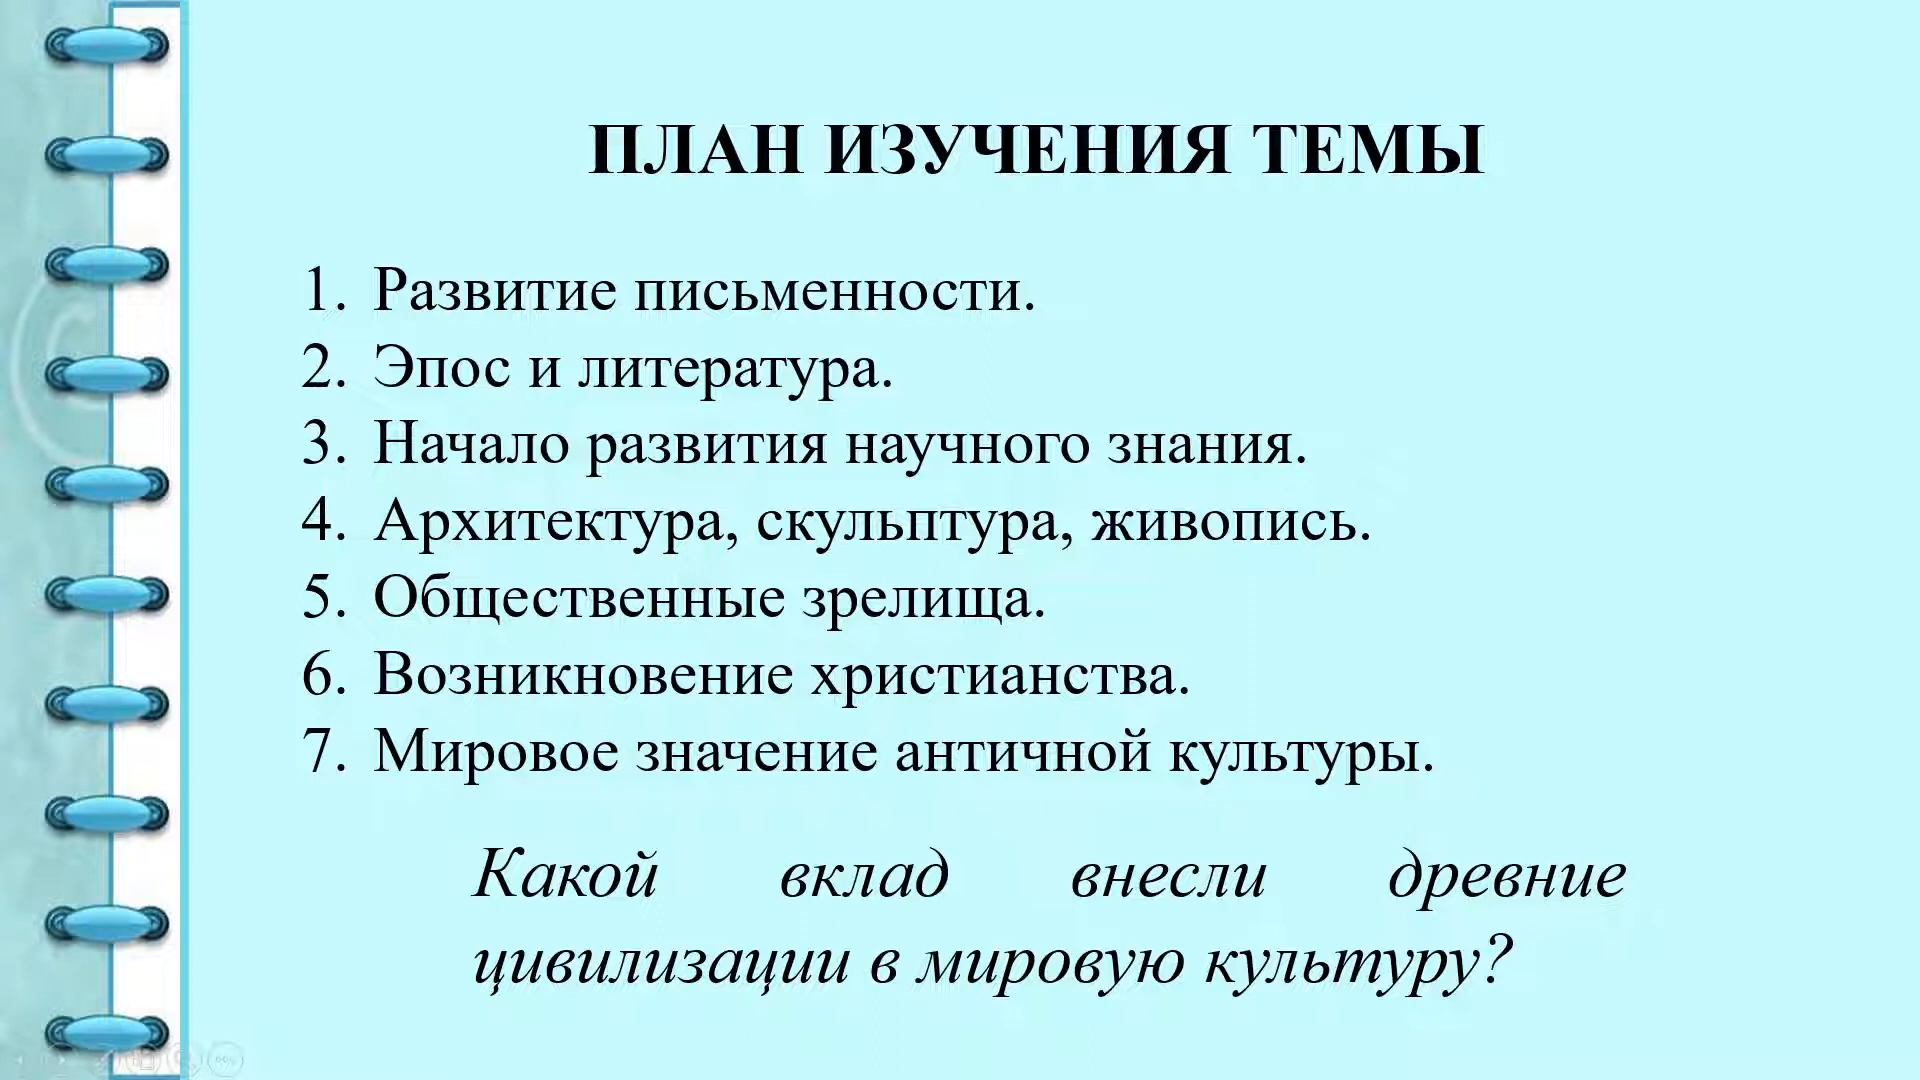 ПЛАН ИЗУЧЕНИЯ ТЕМЫ
1. Развитие письменности.
2. Эпос и литература.
3. Начало развития научного знания.
4. Архитектура, скульптура, живопись.
5. Общественные зрелища.
6. Возникновение христианства.
7. Мировое значение античной культуры.
Какой вклад внесли древние
цивилизации в мировую культуру?